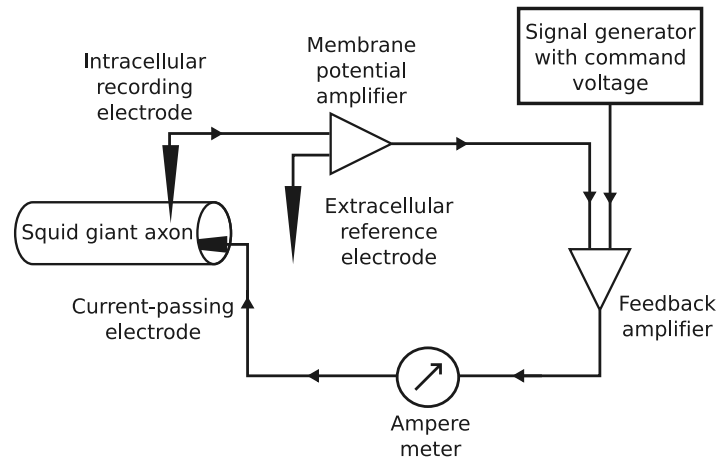 Signal generator
with command
voltage
Membrane
potential
amplifier
Intracellular
recording
electrode
Squid giant axon
Extracellular
reference
electrode
Current-passing
electrode
Feedback
amplifier
Ampere
meter